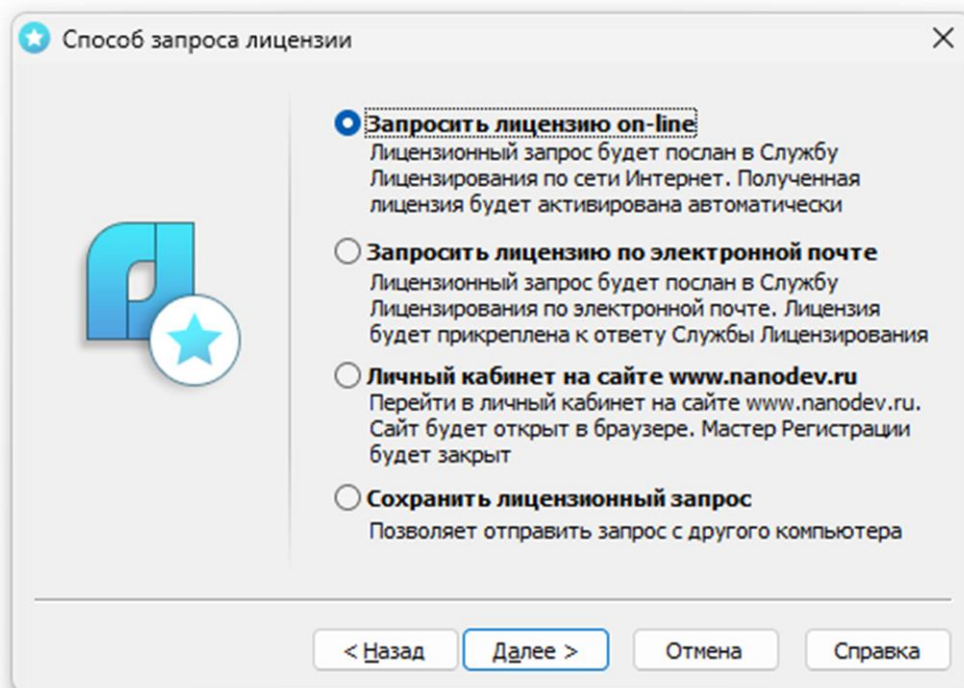 Способ запроса лицензии
Запросить лицензию on-line
Лицензионный запрос будет послан в Службу
Лицензирования по сети Интернет. Полученная
лицензия будет активирована автоматически
Запросить лицензию по электронной почте
Лицензионный запрос будет послан в Службу
Лицензирования по электронной почте. Лицензия
будет прикреплена к ответу Службы Лицензирования
Личный кабинет на сайте www.nanodev.ru
Перейти в личный кабинет на сайте www.nanodev.ru.
Сайт будет открыт в браузере. Мастер Регистрации
будет закрыт
Сохранить лицензионный запрос
Позволяет отправить запрос с другого компьютера
< Назад Далее > Отмена Справка